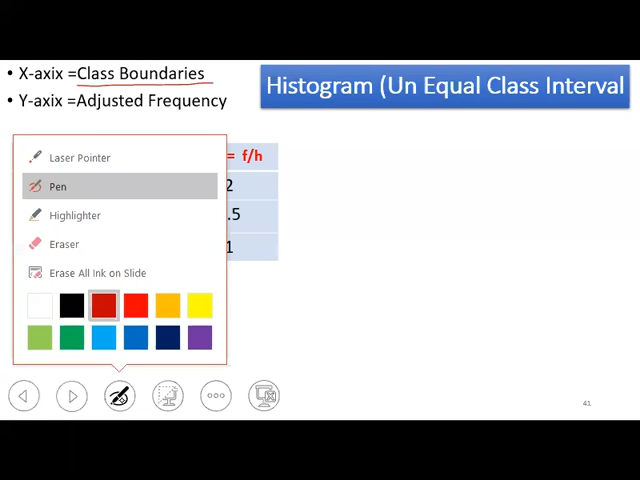 • X-axix =Class Boundaries
• Y-axix =Adjusted Frequency
Histogram (Un Equal Class Interval
= f/h
2
.5
1
Laser Pointer
Pen
Highlighter
Eraser
Erase All Ink on Slide
41